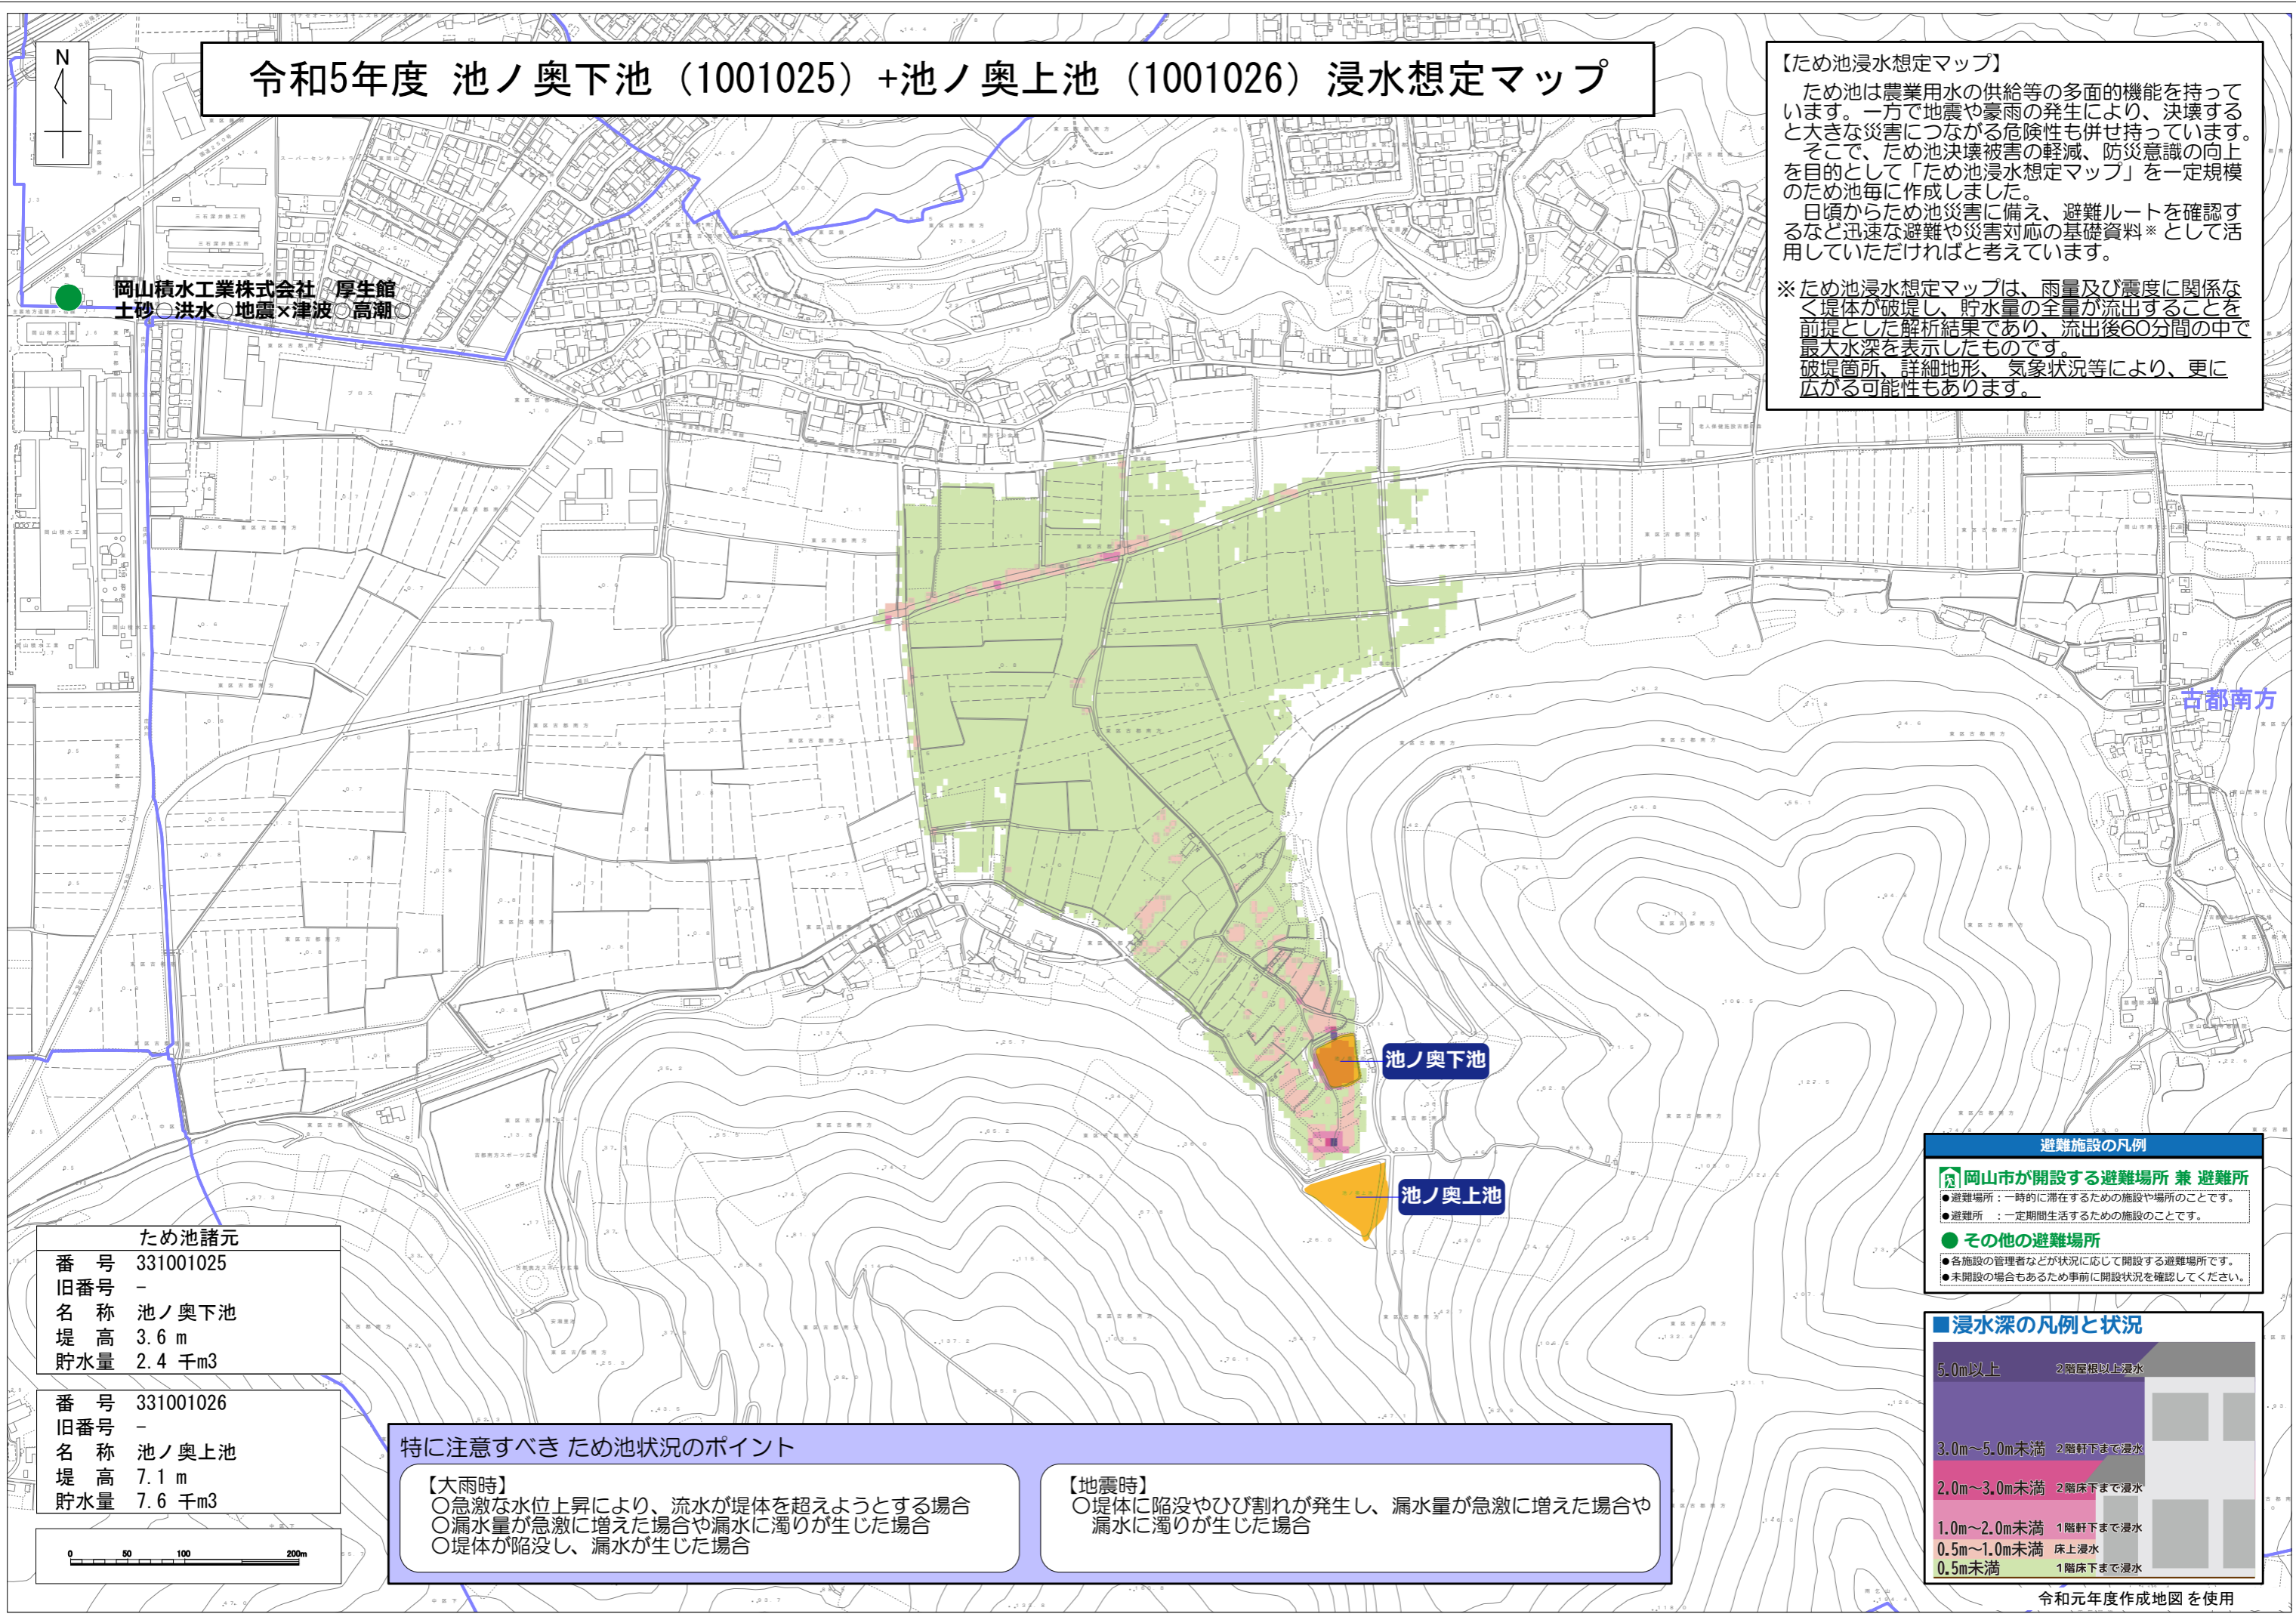 令和5年度 池ノ奥下池（1001025）+池ノ奥上池（1001026）浸水想定マップ
N
【ため池浸水想定マップ】
ため池は農業用水の供給等の多面的機能を持って
います。一方で地震や豪雨の発生により、決壊する
と大きな災害につながる危険性も併せ持っています。
そこで、ため池決壊被害の軽減、防災意識の向上
を目的として「ため池浸水想定マップ」を一定規模
のため池毎に作成しました。
日頃からため池災害に備え、避難ルートを確認す
るなど迅速な避難や災害対応の基礎資料※として活
用していただければと考えています。
※ため池浸水想定マップは、雨量及び震度に関係な
く堤体が破堤し、貯水量の全量が流出することを
前提とした解析結果であり、流出後60分間の中で
最大水深を表示したものです。
破堤箇所、詳細地形、気象状況等により、更に
広がる可能性もあります。
岡山積水工業株式会社　厚生館
土砂○洪水○地震×津波○高潮○
古都南方
池ノ奥下池
池ノ奥上池
ため池諸元
番　号　331001025
旧番号　-
名　称　池ノ奥下池
堤　高　3.6 m
貯水量　2.4 千m3
番　号　331001026
旧番号　-
名　称　池ノ奥上池
堤　高　7.1 m
貯水量　7.6 千m3
0 50 100 200m
特に注意すべき ため池状況のポイント
【大雨時】
○急激な水位上昇により、流水が堤体を超えようとする場合
○漏水量が急激に増えた場合や漏水に濁りが生じた場合
○堤体が陥没し、漏水が生じた場合
【地震時】
○堤体に陥没やひび割れが発生し、漏水量が急激に増えた場合や
漏水に濁りが生じた場合
避難施設の凡例
岡山市が開設する避難場所 兼 避難所
●避難場所：一時的に滞在するための施設や場所のことです。
●避難所　：一定期間生活するための施設のことです。
● その他の避難場所
●各施設の管理者などが状況に応じて開設する避難場所です。
●未開設の場合もあるため事前に開設状況を確認してください。
■浸水深の凡例と状況
5.0m以上　2階屋根以上浸水
3.0m～5.0m未満　2階軒下まで浸水
2.0m～3.0m未満　2階床下まで浸水
1.0m～2.0m未満　1階軒下まで浸水
0.5m～1.0m未満　床上浸水
0.5m未満　1階床下まで浸水
令和元年度作成地図を使用